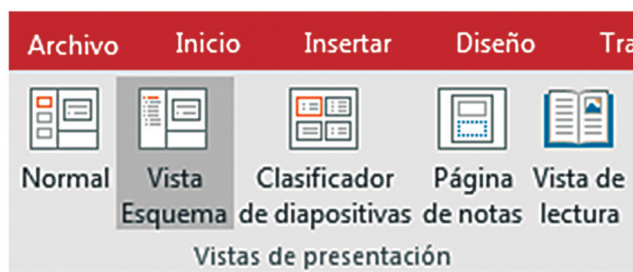 Archivo Inicio Insertar Diseño Tra
Normal Vista Esquema Clasificador de diapositivas Página de notas Vista de lectura
Vistas de presentación